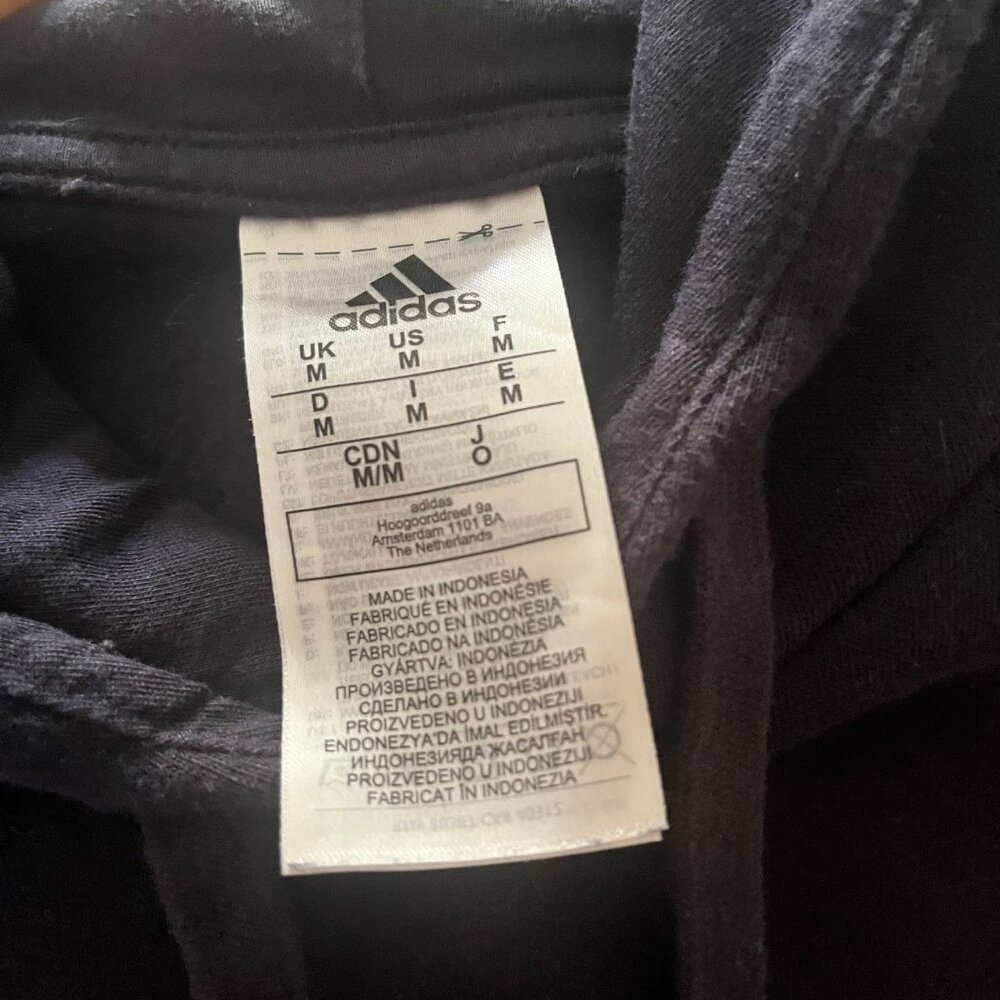 adidas
UK US F
M M M
D I E
M M M
CDN J
M/M O
adidas
Hoogoorddreef 9a
Amsterdam 1101 BA
The Netherlands
MADE IN INDONESIA
FABRIQUÉ EN INDONÉSIE
FABRICADO EN INDONESIA
FABRICADO NA INDONÉSIA
GYÁRTVA: INDONÉZIA
ПРОИЗВЕДЕНО В ИНДОНЕЗИЯ
СДЕЛАНО В ИНДОНЕЗИИ
PROIZVEDENO U INDONEZIJI
ENDONEZYA'DA İMAL EDİLMİŞTİR.
ИНДОНЕЗИЯДА ЖАСАЛҒАН
PROIZVEDENO U INDONEZIJI
FABRICAT ÎN INDONEZIA